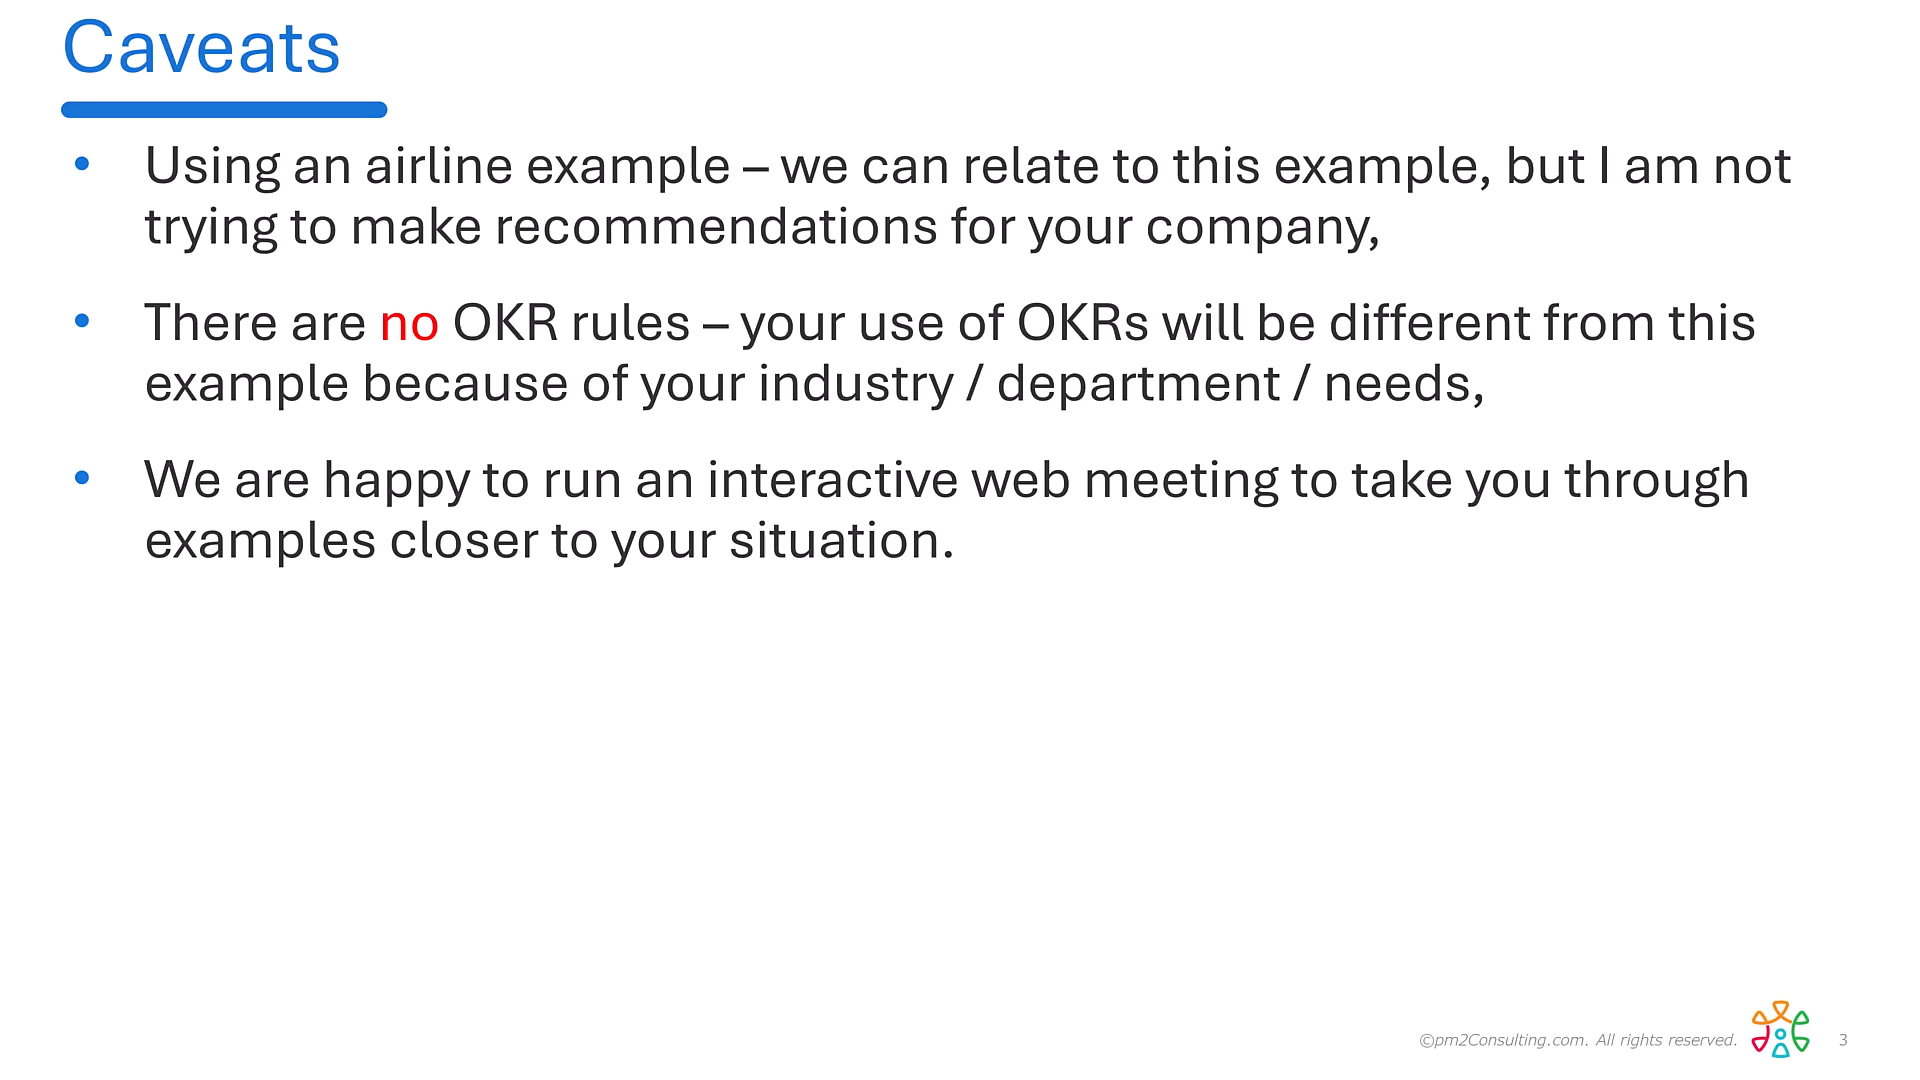 Caveats
• Using an airline example – we can relate to this example, but I am not
trying to make recommendations for your company,
• There are no OKR rules – your use of OKRs will be different from this
example because of your industry / department / needs,
• We are happy to run an interactive web meeting to take you through
examples closer to your situation.
©pm2Consulting.com. All rights reserved. 3